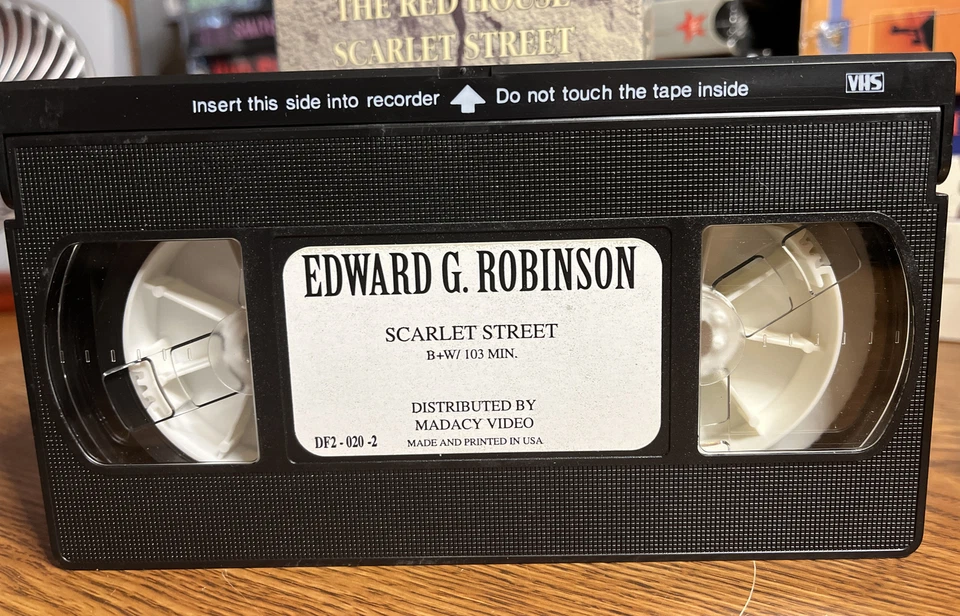 THE RED HOUSE
SCARLET STREET
Insert this side into recorder Do not touch the tape inside
VHS
EDWARD G. ROBINSON
SCARLET STREET
B+W/ 103 MIN.
DISTRIBUTED BY
MADACY VIDEO
DF2 - 020 -2 MADE AND PRINTED IN USA